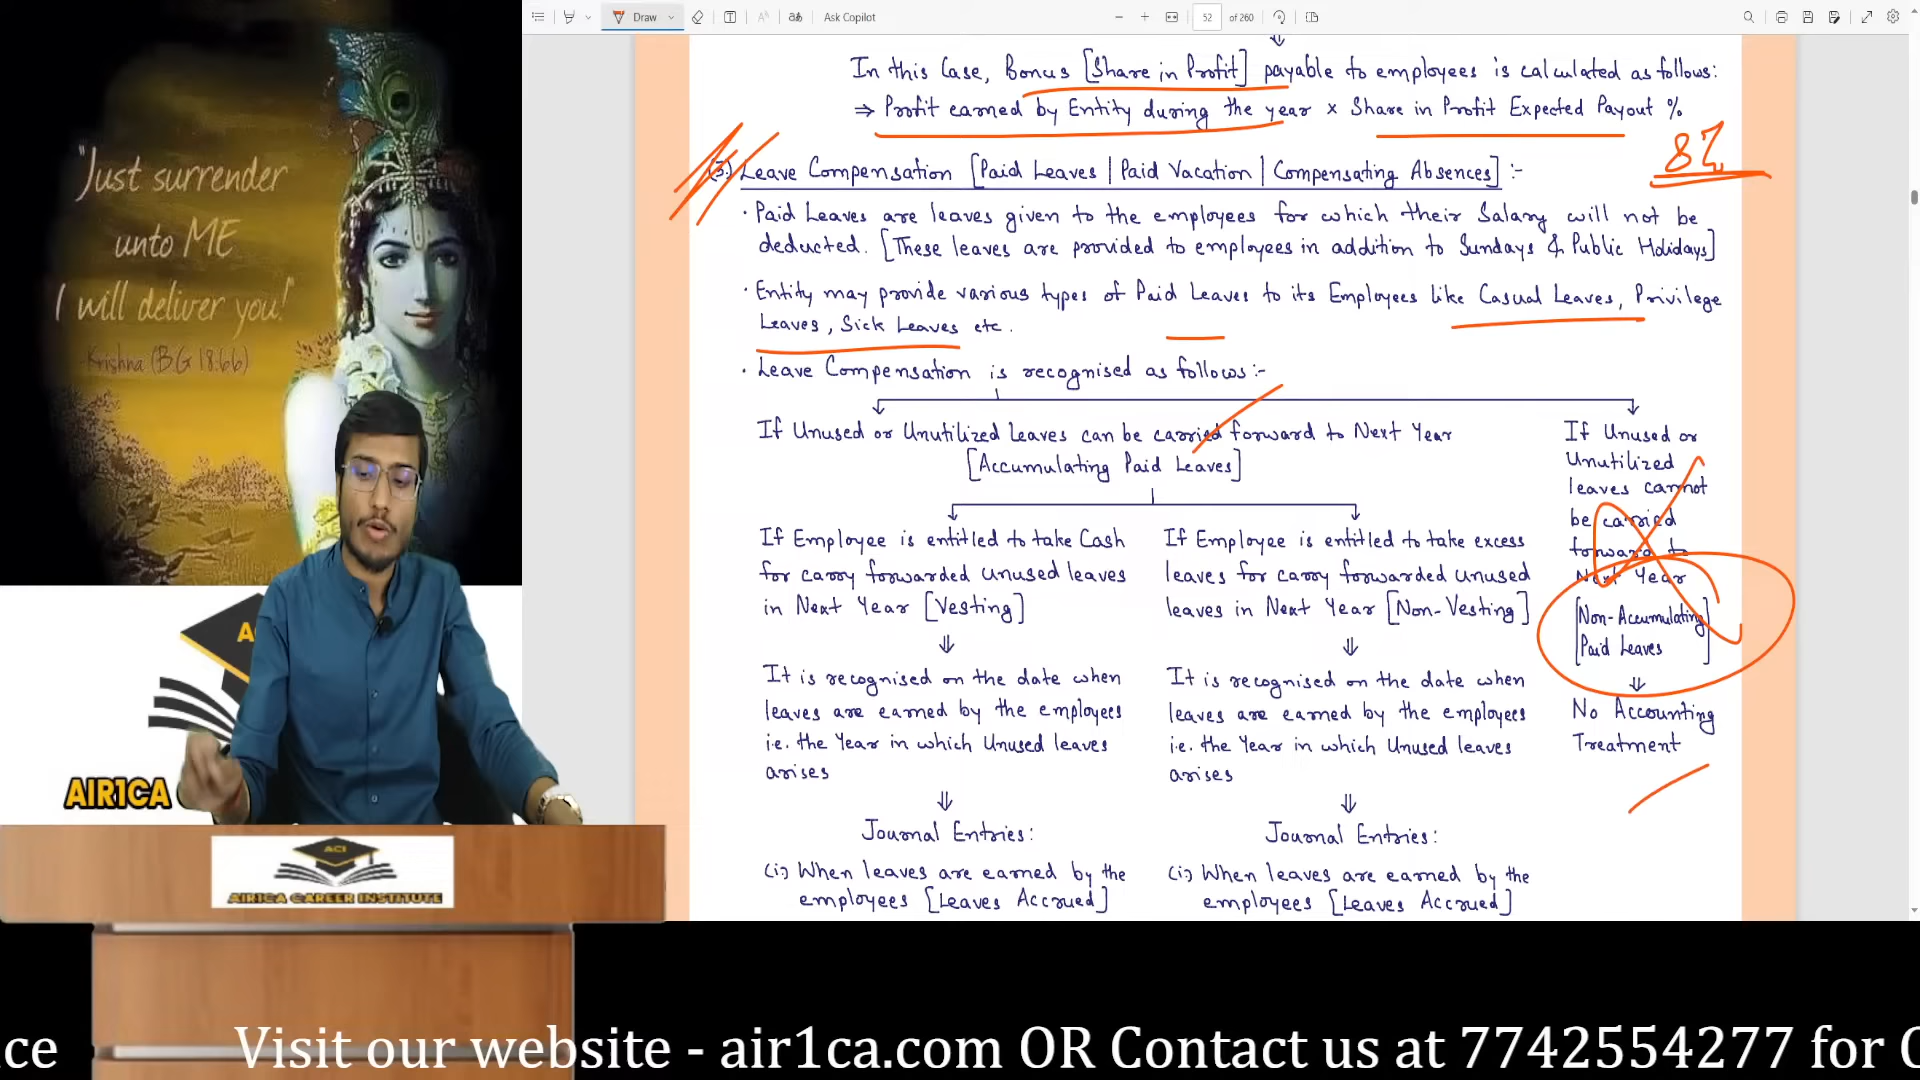 Draw
Ask Copilot
52 of 260
In this Case, Bonus [Share in Profit] payable to employees is calculated as follows:
⇒ Profit earned by Entity during the year × Share in Profit Expected Payout %
8%
(3) Leave Compensation [Paid Leaves | Paid Vacation | Compensating Absences] :-
· Paid Leaves are leaves given to the employees for which their Salary will not be
deducted. [These leaves are provided to employees in addition to Sundays & Public Holidays]
· Entity may provide various types of Paid Leaves to its Employees like Casual Leaves, Privilege
Leaves, Sick Leaves etc.
· Leave Compensation is recognised as follows:-
If Unused or Unutilized Leaves can be carried forward to Next Year
[Accumulating Paid Leaves]
If Employee is entitled to take Cash
for carry forwarded unused leaves
in Next Year [Vesting]
⇓
It is recognised on the date when
leaves are earned by the employees
i.e. the Year in which Unused leaves
arises
⇓
Journal Entries:
(i) When leaves are earned by the
employees [Leaves Accrued]
If Employee is entitled to take excess
leaves for carry forwarded unused
leaves in Next Year [Non-Vesting]
⇓
It is recognised on the date when
leaves are earned by the employees
i.e. the Year in which Unused leaves
arises
⇓
Journal Entries:
(i) When leaves are earned by the
employees [Leaves Accrued]
If Unused or
Unutilized
leaves cannot
be carried
forward to
Next Year
[Non-Accumulating
Paid Leaves]
⇓
No Accounting
Treatment
"Just surrender
unto ME
I will deliver you!"
-Krishna (B.G 18.66)
AIR1CA
ACI
AIR1CA CAREER INSTITUTE
ce Visit our website - air1ca.com OR Contact us at 7742554277 for